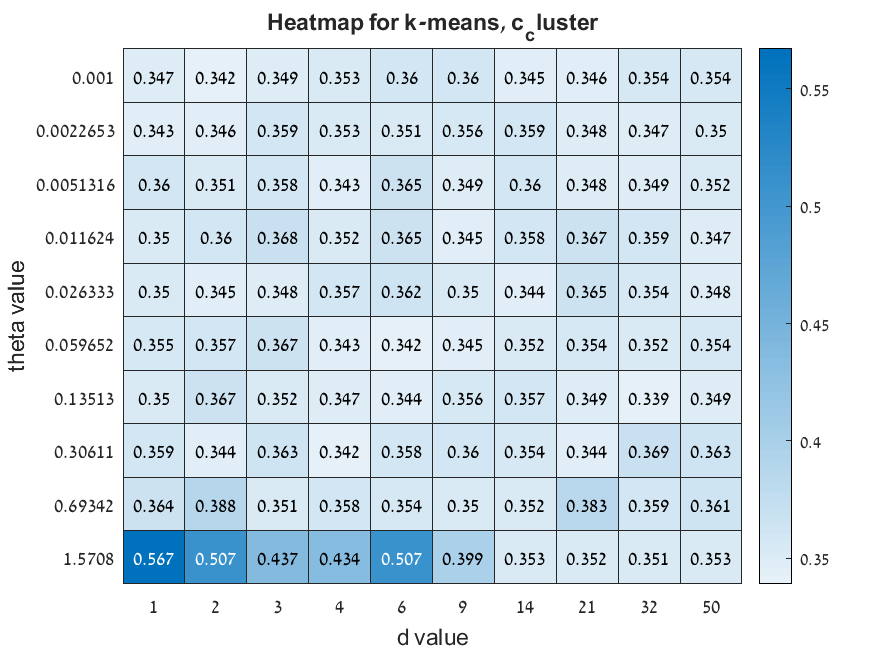 Heatmap for k-means, c_cluster
0.001 0.347 0.342 0.349 0.353 0.36 0.36 0.345 0.346 0.354 0.354
0.0022653 0.343 0.346 0.359 0.353 0.351 0.356 0.359 0.348 0.347 0.35
0.0051316 0.36 0.351 0.358 0.343 0.365 0.349 0.36 0.348 0.349 0.352
0.011624 0.35 0.36 0.368 0.352 0.365 0.345 0.358 0.367 0.359 0.347
0.026333 0.35 0.345 0.348 0.357 0.362 0.35 0.344 0.365 0.354 0.348
0.059652 0.355 0.357 0.367 0.343 0.342 0.345 0.352 0.354 0.352 0.354
0.13513 0.35 0.367 0.352 0.347 0.344 0.356 0.357 0.349 0.339 0.349
0.30611 0.359 0.344 0.363 0.342 0.358 0.36 0.354 0.344 0.369 0.363
0.69342 0.364 0.388 0.351 0.358 0.354 0.35 0.352 0.383 0.359 0.361
1.5708 0.567 0.507 0.437 0.434 0.507 0.399 0.353 0.352 0.351 0.353
1 2 3 4 6 9 14 21 32 50
d value
theta value
0.55
0.5
0.45
0.4
0.35